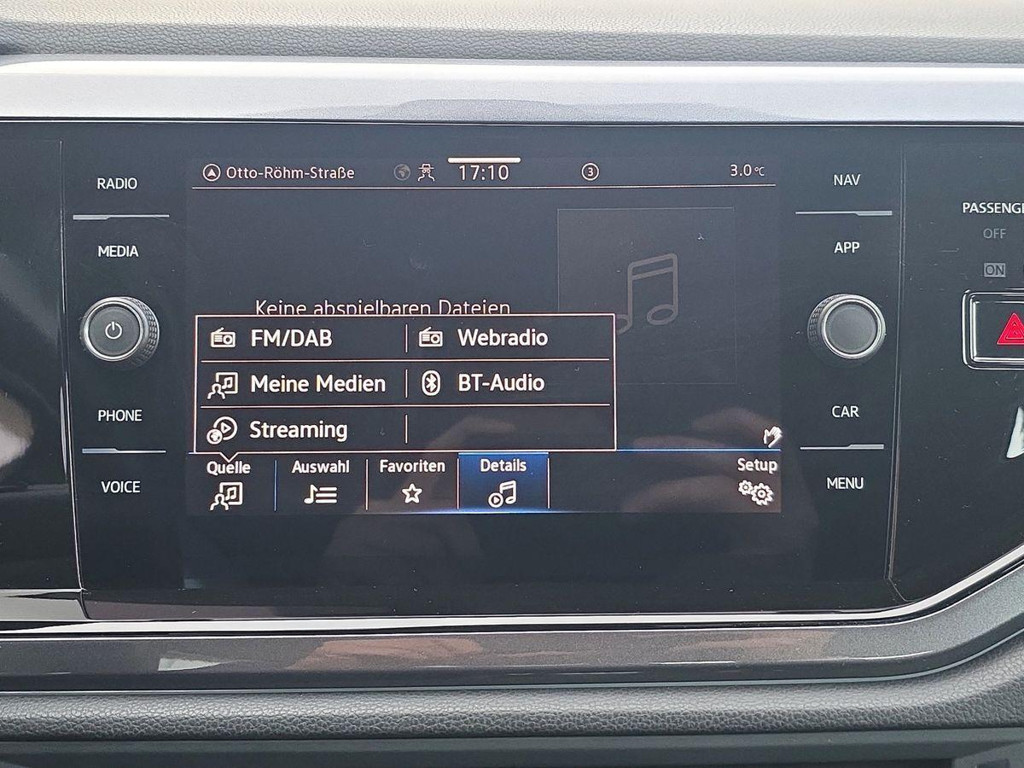 RADIO
MEDIA
PHONE
VOICE
Otto-Röhm-Straße 17:10 3 3.0°C
Keine abspielbaren Dateien
FM/DAB Webradio
Meine Medien BT-Audio
Streaming
Quelle Auswahl Favoriten Details Setup
NAV
APP
CAR
MENU
PASSENGE
OFF
ON